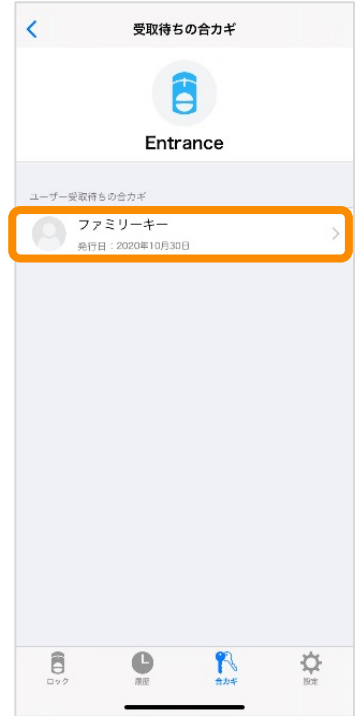 受取待ちの合カギ
Entrance
ユーザー受取待ちの合カギ
ファミリーキー
発行日：2020年10月30日
ロック 履歴 合カギ 設定